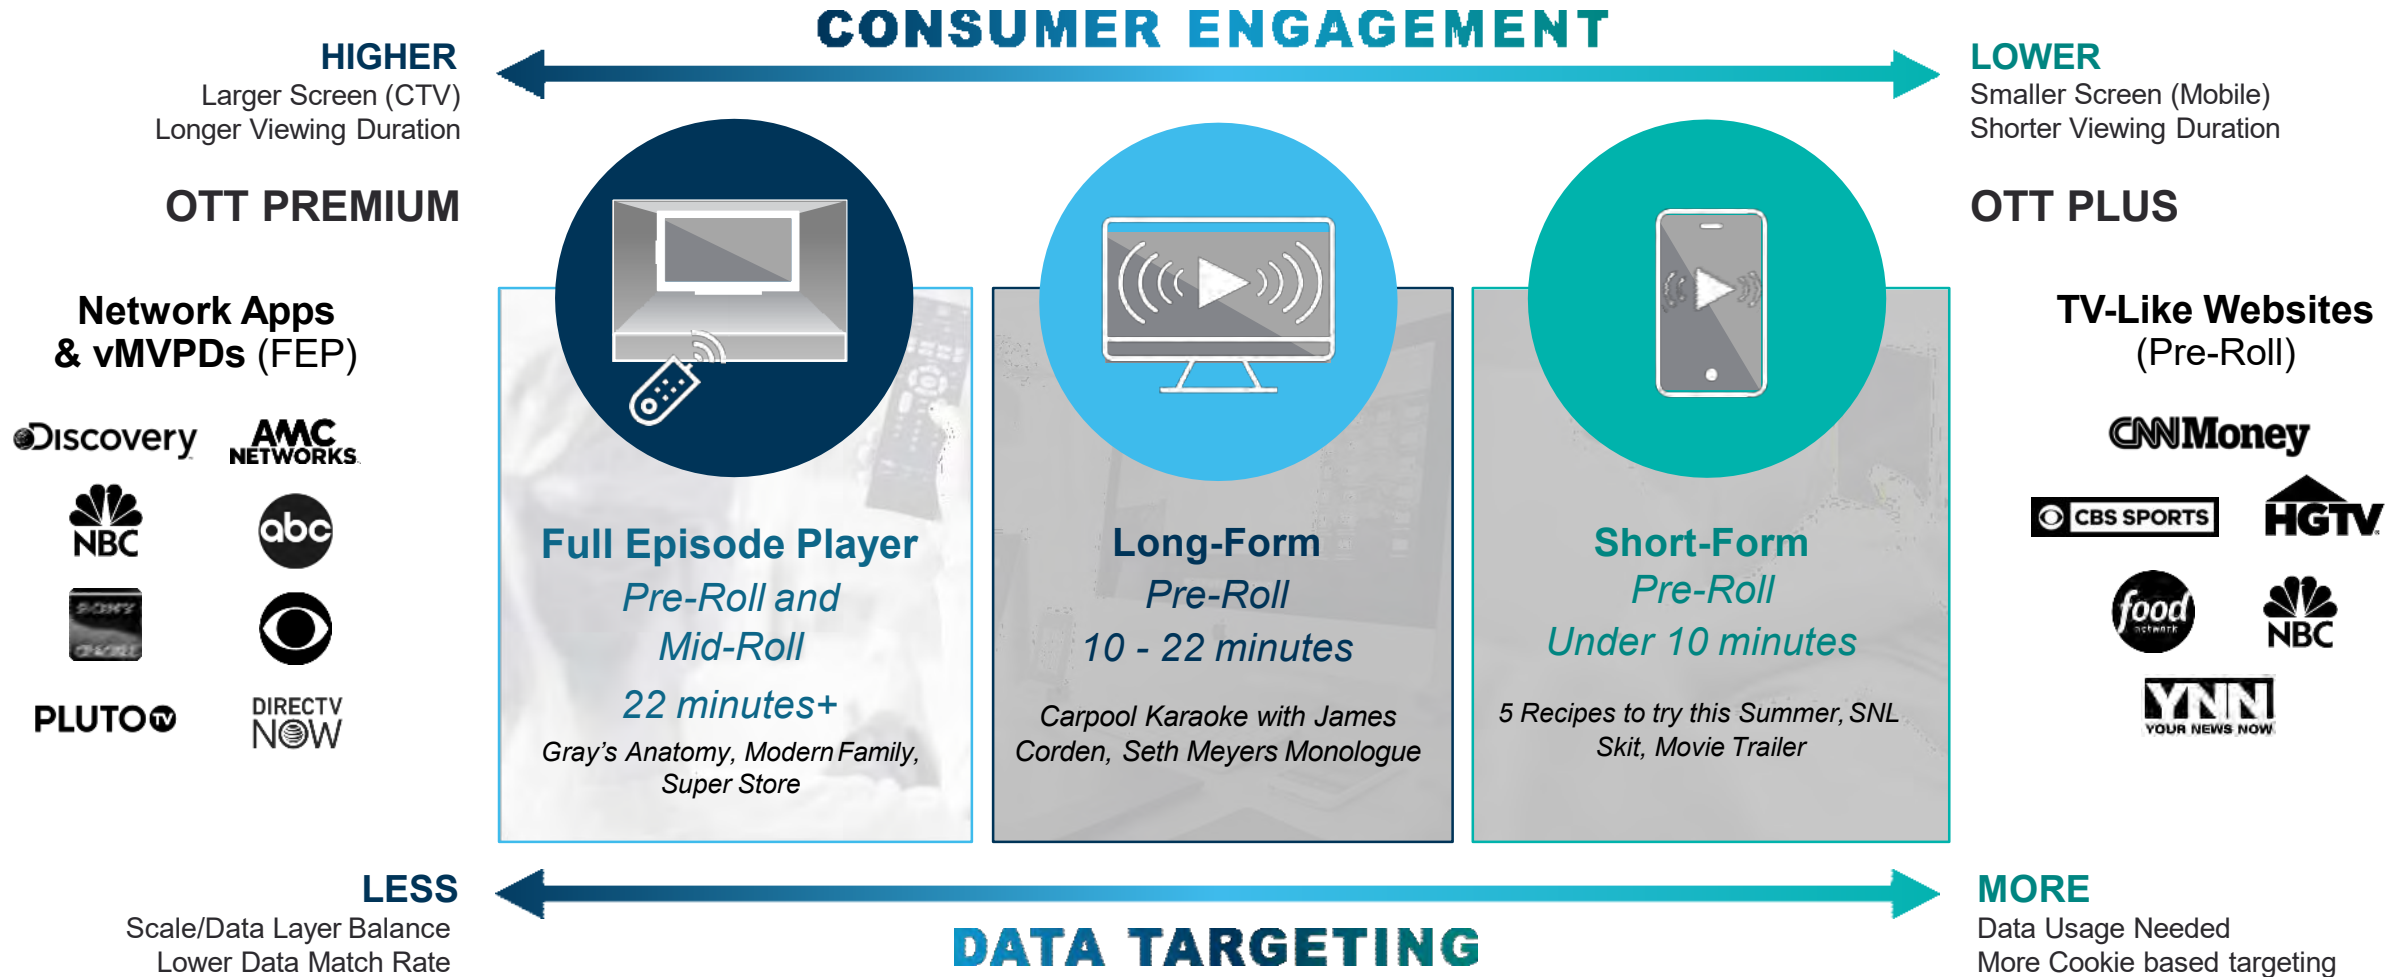 CONSUMER ENGAGEMENT
HIGHER
Larger Screen (CTV)
Longer Viewing Duration
LOWER
Smaller Screen (Mobile)
Shorter Viewing Duration
OTT PREMIUM
OTT PLUS
Network Apps
& vMVPDs (FEP)
Discovery
AMC
NETWORKS
NBC
abc
SONY
PLUTO TV
DIRECTV
NOW
Full Episode Player
Pre-Roll and
Mid-Roll
22 minutes+
Gray's Anatomy, Modern Family,
Super Store
Long-Form
Pre-Roll
10 - 22 minutes
Carpool Karaoke with James
Corden, Seth Meyers Monologue
Short-Form
Pre-Roll
Under 10 minutes
5 Recipes to try this Summer, SNL
Skit, Movie Trailer
TV-Like Websites
(Pre-Roll)
CNNMoney
CBS SPORTS
HGTV
food
network
NBC
YNN
YOUR NEWS NOW
LESS
Scale/Data Layer Balance
Lower Data Match Rate
DATA TARGETING
MORE
Data Usage Needed
More Cookie based targeting